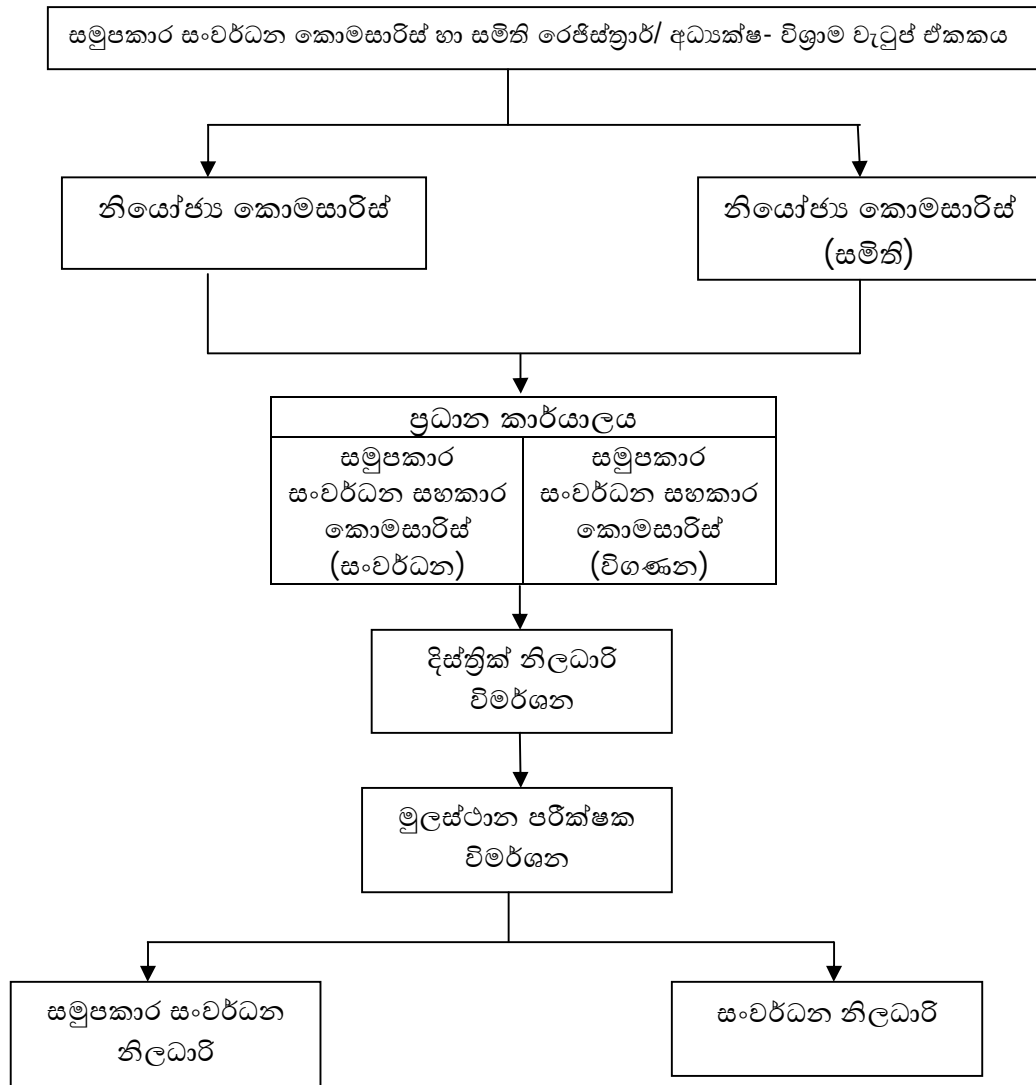 සමුපකාර සංවර්ධන කොමසාරිස් හා සමිති රෙජිස්ත්‍රාර්/ අධ්‍යක්ෂ- විශ්‍රාම වැටුප් ඒකකය
නියෝජ්‍ය කොමසාරිස්
නියෝජ්‍ය කොමසාරිස්
(සමිති)
ප්‍රධාන කාර්යාලය
සමුපකාර
සංවර්ධන සහකාර
කොමසාරිස්
(සංවර්ධන)
සමුපකාර
සංවර්ධන සහකාර
කොමසාරිස්
(විගණන)
දිස්ත්‍රික් නිලධාරි
විමර්ශන
මුලස්ථාන පරීක්ෂක
විමර්ශන
සමුපකාර සංවර්ධන
නිලධාරි
සංවර්ධන නිලධාරි